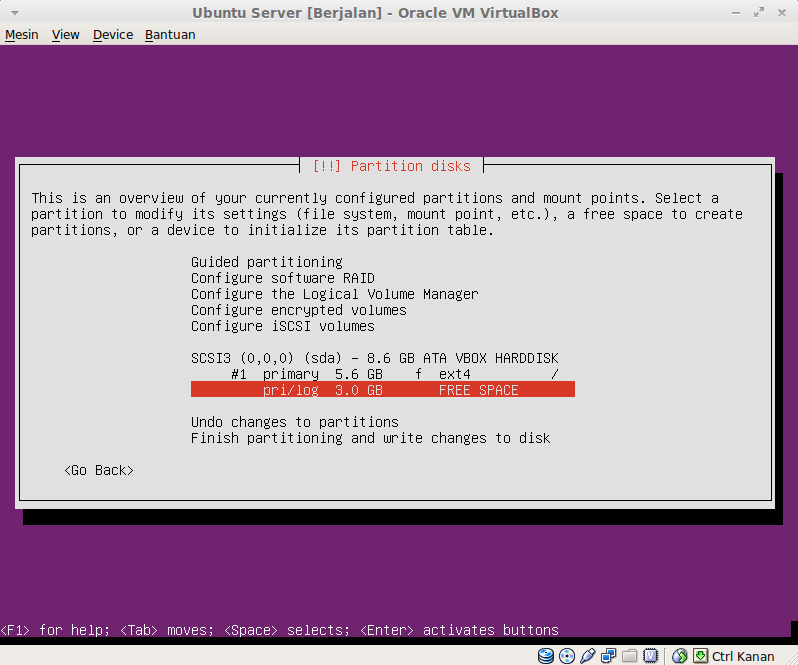 Ubuntu Server [Berjalan] - Oracle VM VirtualBox
Mesin View Device Bantuan
[!!] Partition disks
This is an overview of your currently configured partitions and mount points. Select a
partition to modify its settings (file system, mount point, etc.), a free space to create
partitions, or a device to initialize its partition table.
Guided partitioning
Configure software RAID
Configure the Logical Volume Manager
Configure encrypted volumes
Configure iSCSI volumes
SCSI3 (0,0,0) (sda) - 8.6 GB ATA VBOX HARDDISK
#1 primary 5.6 GB f ext4 /
pri/log 3.0 GB FREE SPACE
Undo changes to partitions
Finish partitioning and write changes to disk
<Go Back>
<F1> for help; <Tab> moves; <Space> selects; <Enter> activates buttons
Ctrl Kanan